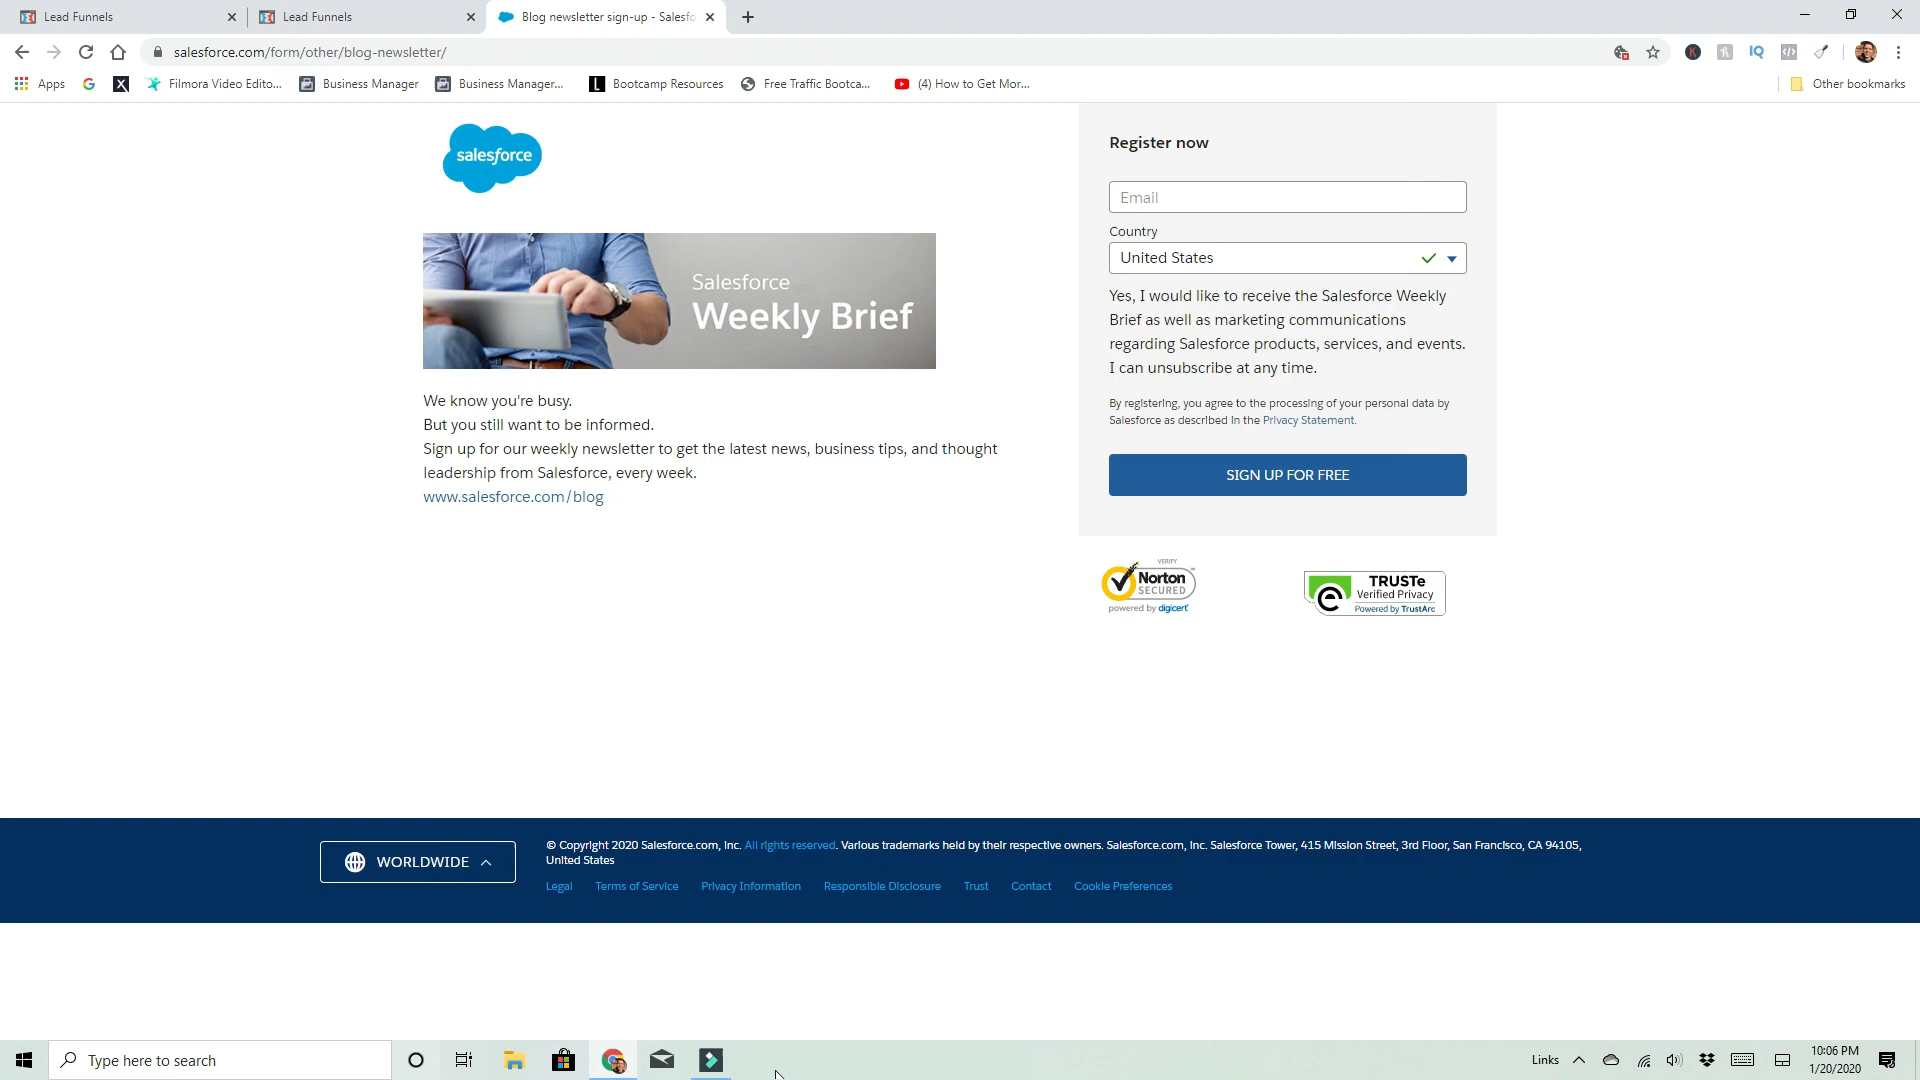 Lead Funnels
Lead Funnels
Blog newsletter sign-up - Salesfo
salesforce.com/form/other/blog-newsletter/
Apps
Filmora Video Edito...
Business Manager
Business Manager...
Bootcamp Resources
Free Traffic Bootca...
(4) How to Get Mor...
Other bookmarks
salesforce
Salesforce
Weekly Brief
We know you're busy.
But you still want to be informed.
Sign up for our weekly newsletter to get the latest news, business tips, and thought
leadership from Salesforce, every week.
www.salesforce.com/blog
Register now
Email
Country
United States
Yes, I would like to receive the Salesforce Weekly
Brief as well as marketing communications
regarding Salesforce products, services, and events.
I can unsubscribe at any time.
By registering, you agree to the processing of your personal data by
Salesforce as described in the Privacy Statement.
SIGN UP FOR FREE
VERIFY
Norton
SECURED
powered by digicert
TRUSTe
Verified Privacy
Powered by TrustArc
WORLDWIDE
© Copyright 2020 Salesforce.com, inc. All rights reserved. Various trademarks held by their respective owners. Salesforce.com, Inc. Salesforce Tower, 415 Mission Street, 3rd Floor, San Francisco, CA 94105,
United States
Legal
Terms of Service
Privacy Information
Responsible Disclosure
Trust
Contact
Cookie Preferences
Type here to search
Links
10:06 PM
1/20/2020